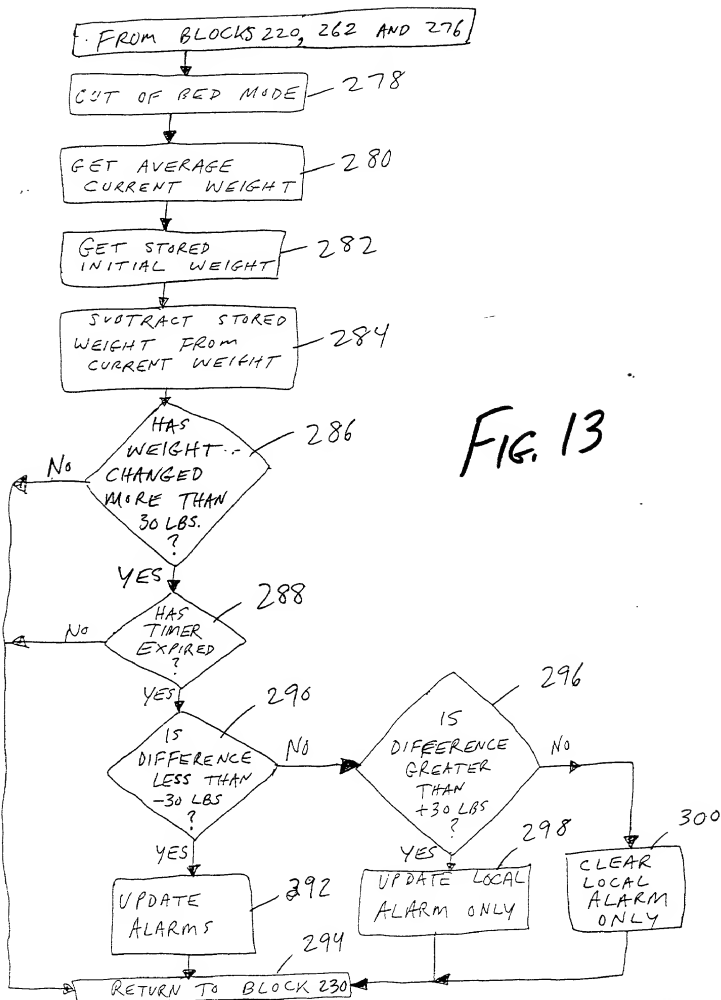 FROM BLOCKS 220, 262 AND 276
OUT OF BED MODE
278
GET AVERAGE
CURRENT WEIGHT
280
GET STORED
INITIAL WEIGHT
282
SUBTRACT STORED
WEIGHT FROM
CURRENT WEIGHT
284
HAS
WEIGHT
CHANGED
MORE THAN
30 LBS.
?
286
No
YES
FIG. 13
HAS
TIMER
EXPIRED
?
288
No
YES
IS
DIFFERENCE
LESS THAN
-30 LBS
?
290
NO
YES
IS
DIFFERENCE
GREATER
THAN
+30 LBS
?
296
NO
YES
UPDATE
ALARMS
292
UPDATE LOCAL
ALARM ONLY
298
CLEAR
LOCAL
ALARM
ONLY
300
RETURN TO BLOCK 230
294